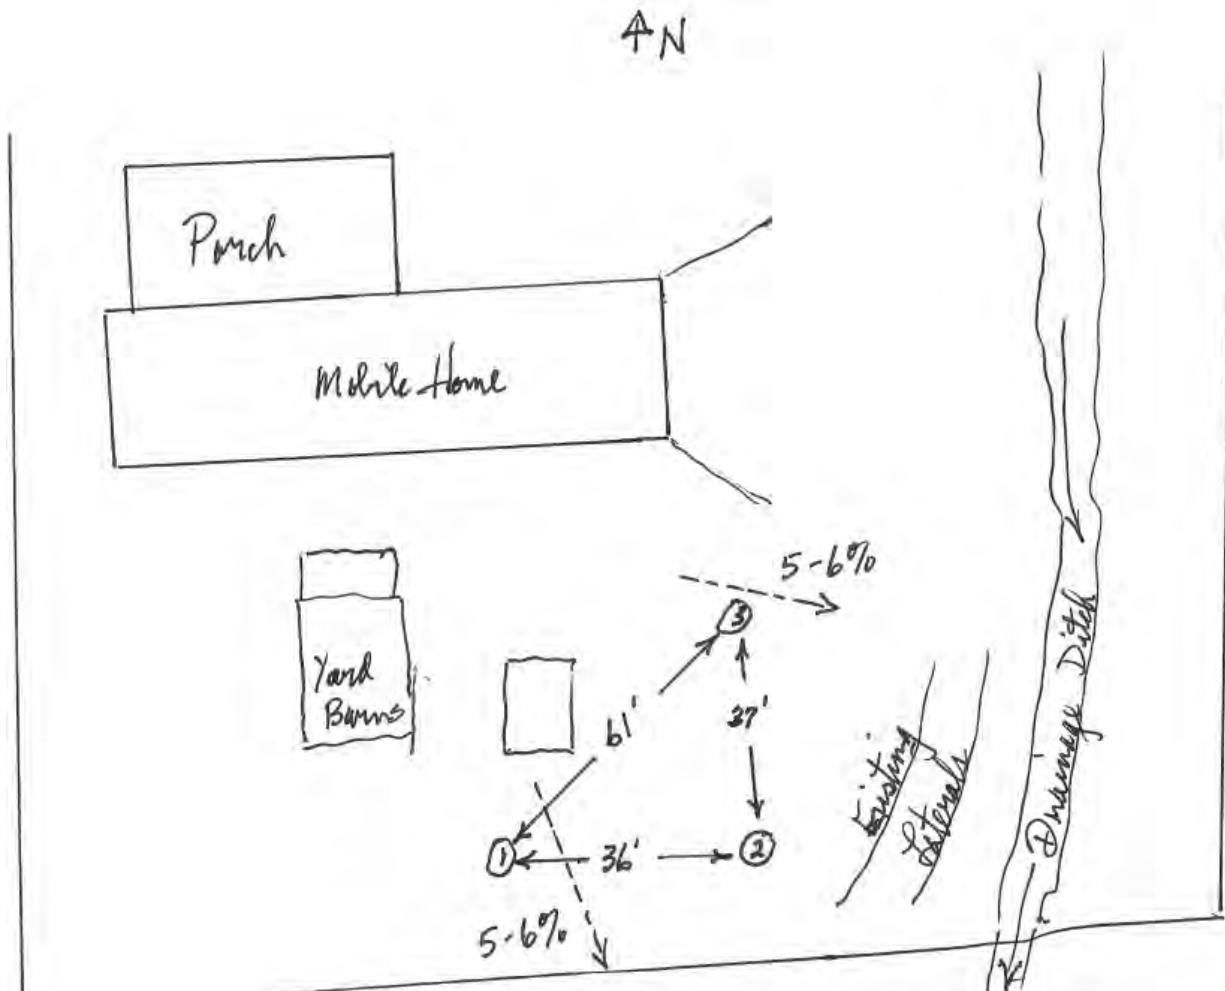 N
Porch
Mobile Home
5-6%
3
Yard
Barns
61'
37'
Existing
Laterals
Drainage Ditch
1
36'
2
5-6%